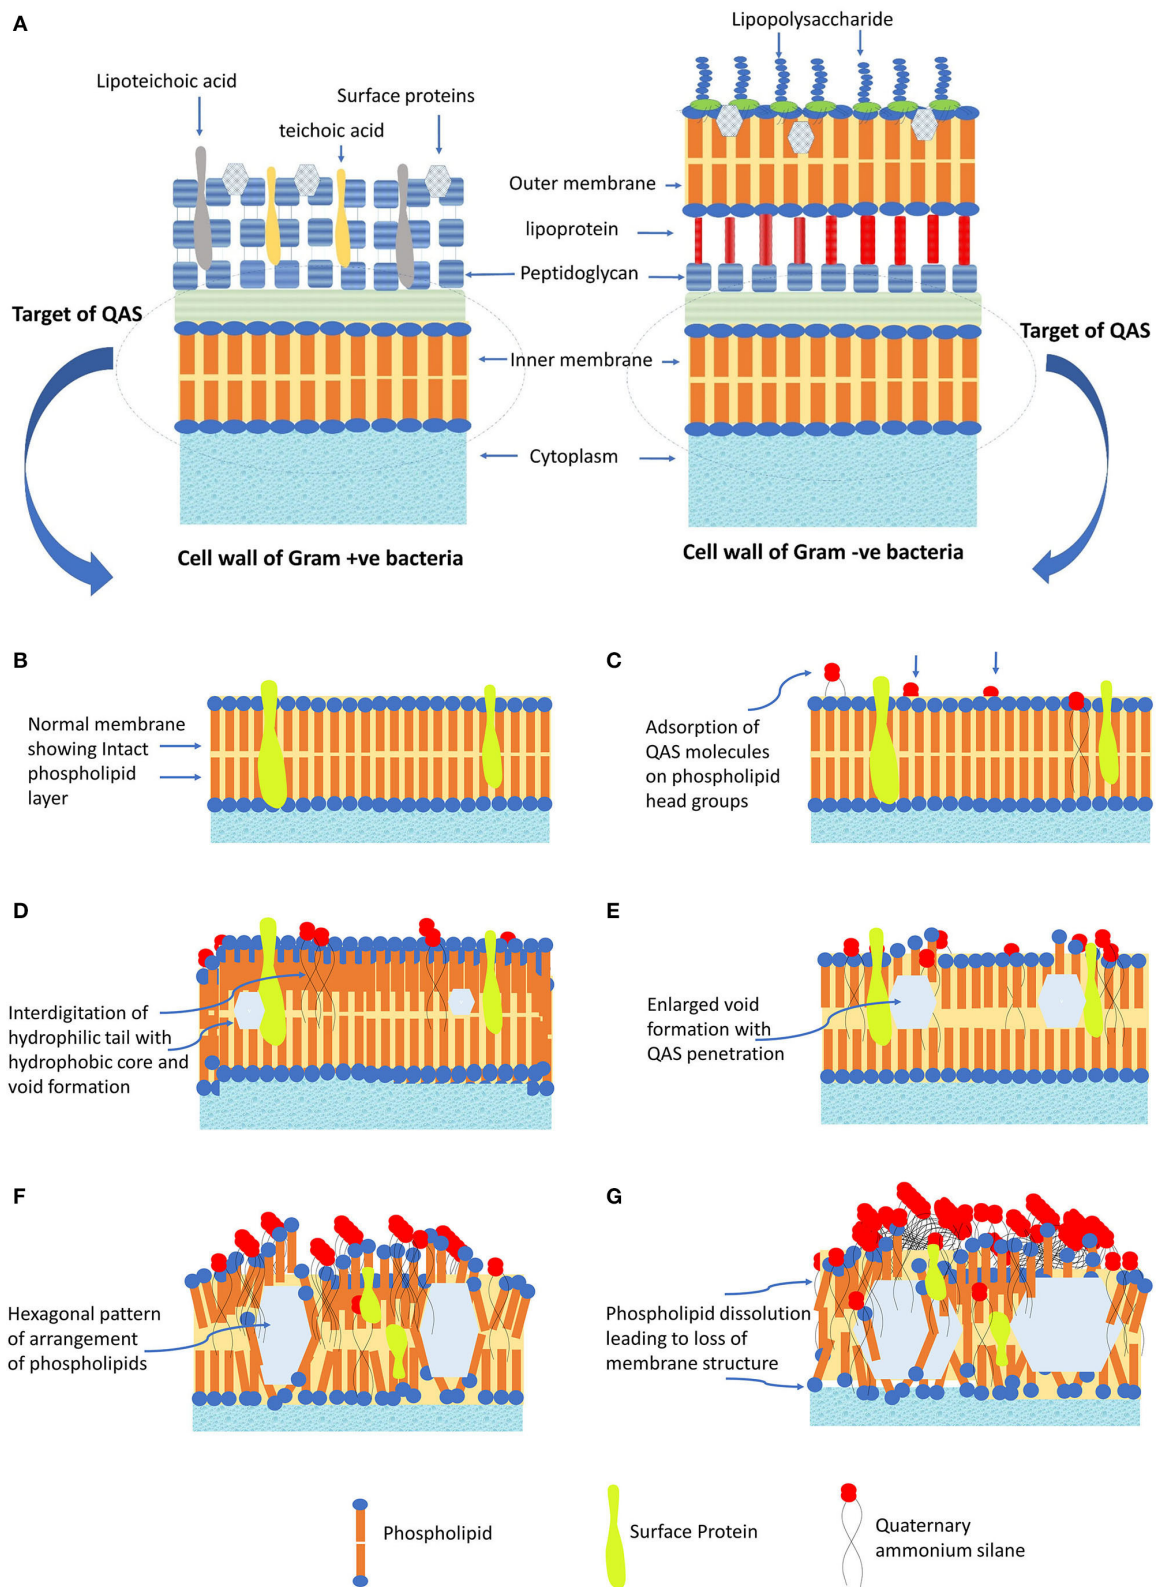 A
Lipopolysaccharide
Lipoteichoic acid
Surface proteins
teichoic acid
Outer membrane
lipoprotein
Peptidoglycan
Target of QAS
Target of QAS
Inner membrane
Cytoplasm
Cell wall of Gram +ve bacteria
Cell wall of Gram -ve bacteria
B
Normal membrane
showing Intact
phospholipid
layer
C
Adsorption of
QAS molecules
on phospholipid
head groups
D
Interdigitation of
hydrophilic tail with
hydrophobic core and
void formation
E
Enlarged void
formation with
QAS penetration
F
Hexagonal pattern
of arrangement
of phospholipids
G
Phospholipid dissolution
leading to loss of
membrane structure
Phospholipid
Surface Protein
Quaternary
ammonium silane